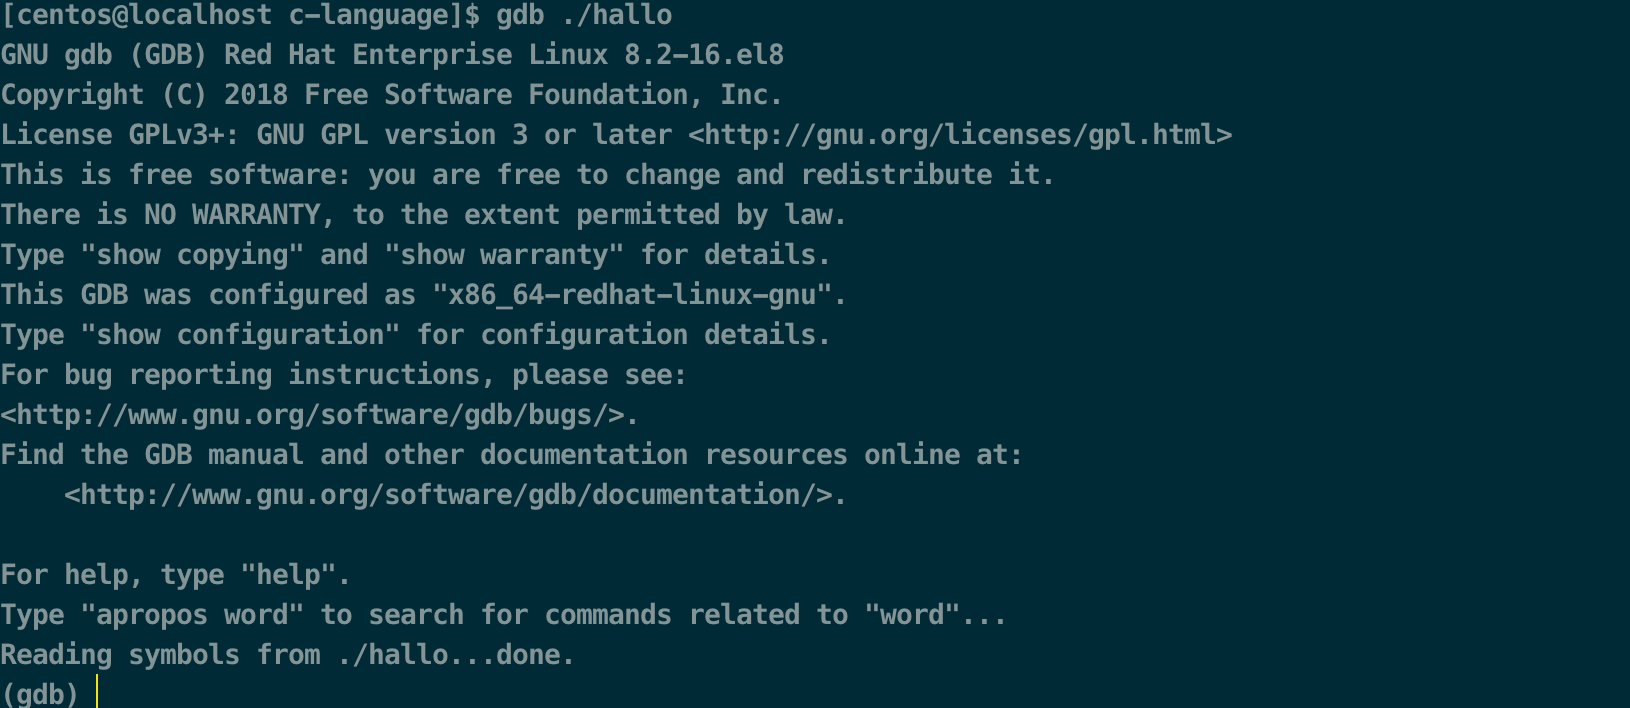 [centos@localhost c-language]$ gdb ./hallo
GNU gdb (GDB) Red Hat Enterprise Linux 8.2-16.el8
Copyright (C) 2018 Free Software Foundation, Inc.
License GPLv3+: GNU GPL version 3 or later <http://gnu.org/licenses/gpl.html>
This is free software: you are free to change and redistribute it.
There is NO WARRANTY, to the extent permitted by law.
Type "show copying" and "show warranty" for details.
This GDB was configured as "x86_64-redhat-linux-gnu".
Type "show configuration" for configuration details.
For bug reporting instructions, please see:
<http://www.gnu.org/software/gdb/bugs/>.
Find the GDB manual and other documentation resources online at:
    <http://www.gnu.org/software/gdb/documentation/>.

For help, type "help".
Type "apropos word" to search for commands related to "word"...
Reading symbols from ./hallo...done.
(gdb)